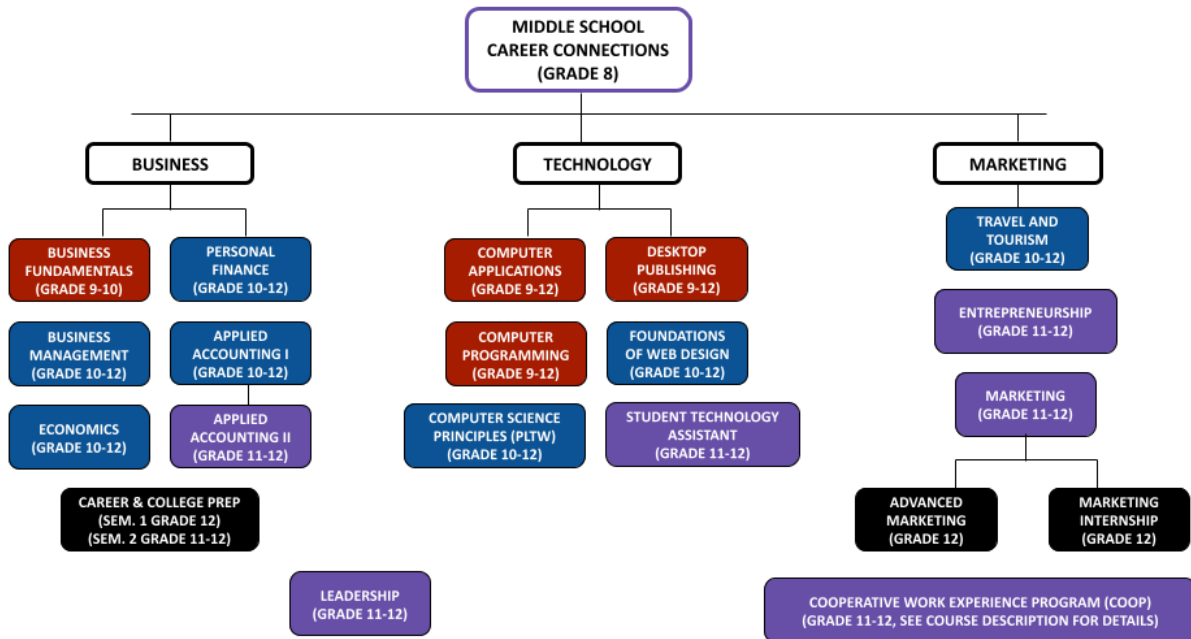 MIDDLE SCHOOL
CAREER CONNECTIONS
(GRADE 8)
BUSINESS
TECHNOLOGY
MARKETING
BUSINESS
FUNDAMENTALS
(GRADE 9-10)
PERSONAL
FINANCE
(GRADE 10-12)
COMPUTER
APPLICATIONS
(GRADE 9-12)
DESKTOP
PUBLISHING
(GRADE 9-12)
TRAVEL AND
TOURISM
(GRADE 10-12)
ENTREPRENEURSHIP
(GRADE 11-12)
BUSINESS
MANAGEMENT
(GRADE 10-12)
APPLIED
ACCOUNTING I
(GRADE 10-12)
COMPUTER
PROGRAMMING
(GRADE 9-12)
FOUNDATIONS
OF WEB DESIGN
(GRADE 10-12)
MARKETING
(GRADE 11-12)
ECONOMICS
(GRADE 10-12)
APPLIED
ACCOUNTING II
(GRADE 11-12)
COMPUTER SCIENCE
PRINCIPLES (PLTW)
(GRADE 10-12)
STUDENT TECHNOLOGY
ASSISTANT
(GRADE 11-12)
CAREER & COLLEGE PREP
(SEM. 1 GRADE 12)
(SEM. 2 GRADE 11-12)
ADVANCED
MARKETING
(GRADE 12)
MARKETING
INTERNSHIP
(GRADE 12)
LEADERSHIP
(GRADE 11-12)
COOPERATIVE WORK EXPERIENCE PROGRAM (COOP)
(GRADE 11-12, SEE COURSE DESCRIPTION FOR DETAILS)